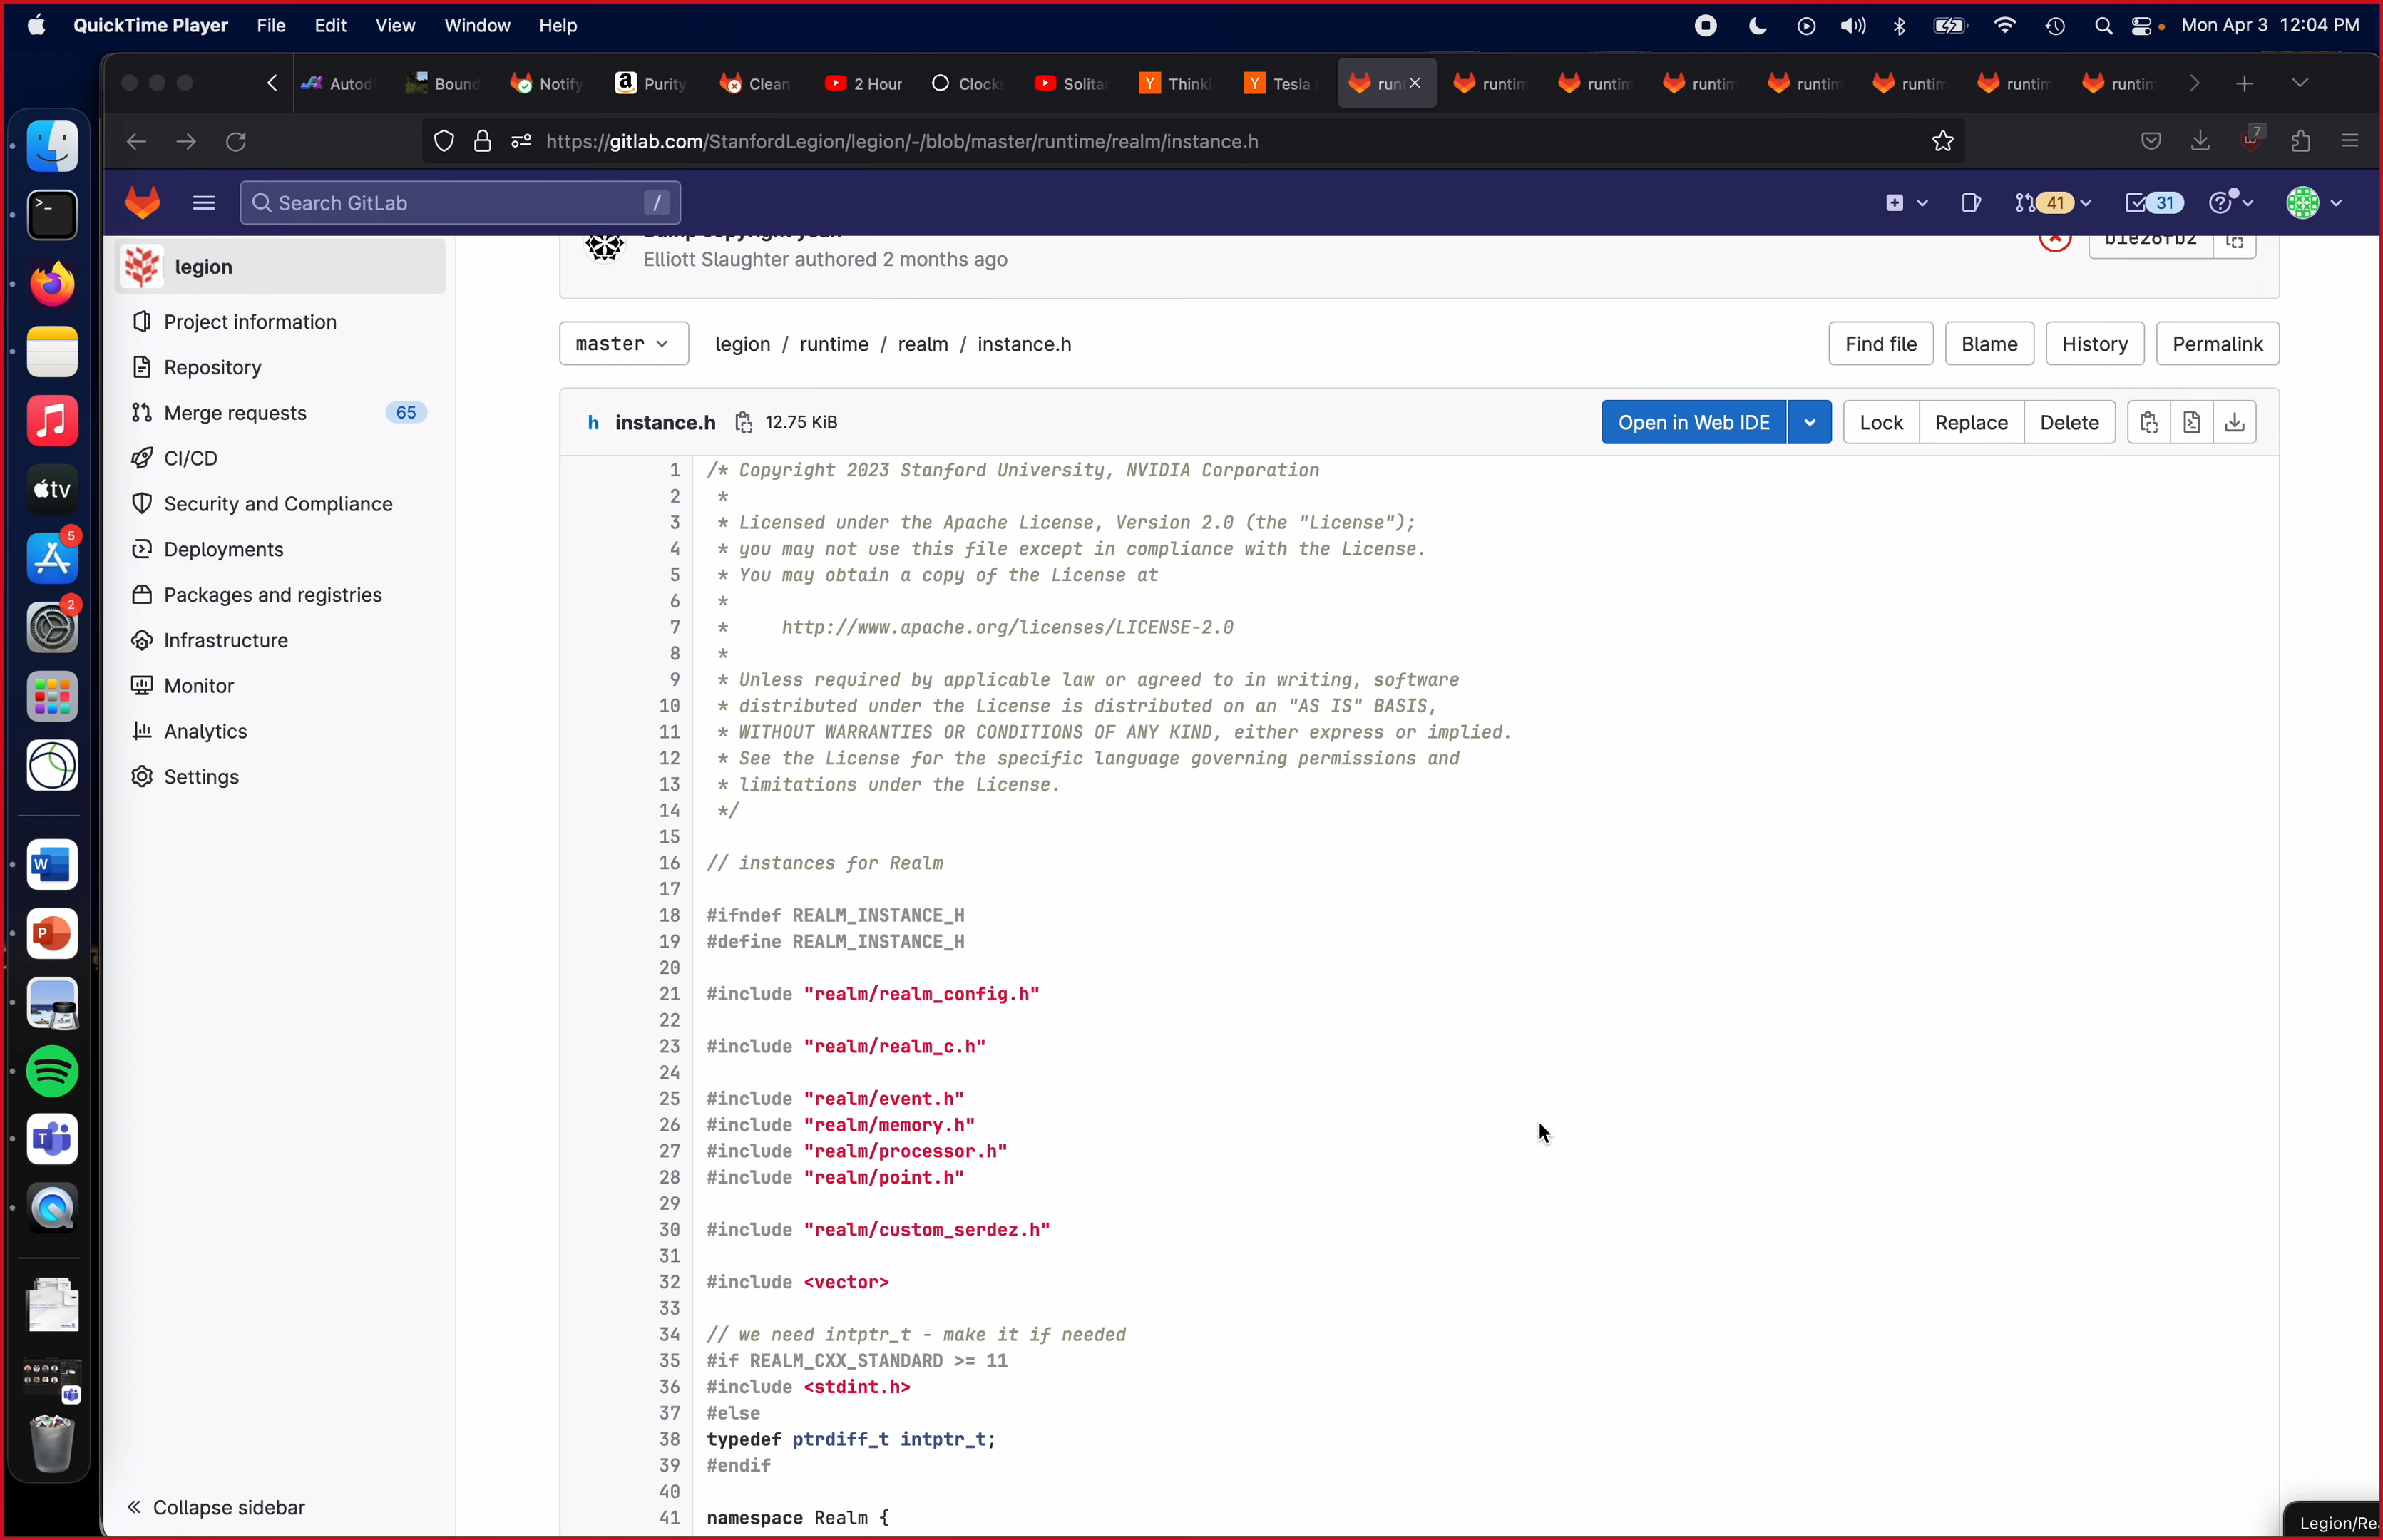 QuickTime Player File Edit View Window Help Mon Apr 3 12:04 PM
Autod Bound Notify Purity Clean 2 Hour Clock Solitar Thinki Tesla run runtim runtim runtim runtim runtim runtim runtim
https://gitlab.com/StanfordLegion/legion/-/blob/master/runtime/realm/instance.h 7
Search GitLab / 41 31
legion
Project information
Repository
Merge requests 65
CI/CD
Security and Compliance
Deployments
Packages and registries
Infrastructure
Monitor
Analytics
Settings
Collapse sidebar
tv
5
2
Elliott Slaughter authored 2 months ago
master legion / runtime / realm / instance.h Find file Blame History Permalink
h instance.h 12.75 KiB Open in Web IDE Lock Replace Delete
1 /* Copyright 2023 Stanford University, NVIDIA Corporation
2 *
3 * Licensed under the Apache License, Version 2.0 (the "License");
4 * you may not use this file except in compliance with the License.
5 * You may obtain a copy of the License at
6 *
7 * http://www.apache.org/licenses/LICENSE-2.0
8 *
9 * Unless required by applicable law or agreed to in writing, software
10 * distributed under the License is distributed on an "AS IS" BASIS,
11 * WITHOUT WARRANTIES OR CONDITIONS OF ANY KIND, either express or implied.
12 * See the License for the specific language governing permissions and
13 * limitations under the License.
14 */
15
16 // instances for Realm
17
18 #ifndef REALM_INSTANCE_H
19 #define REALM_INSTANCE_H
20
21 #include "realm/realm_config.h"
22
23 #include "realm/realm_c.h"
24
25 #include "realm/event.h"
26 #include "realm/memory.h"
27 #include "realm/processor.h"
28 #include "realm/point.h"
29
30 #include "realm/custom_serdez.h"
31
32 #include <vector>
33
34 // we need intptr_t - make it if needed
35 #if REALM_CXX_STANDARD >= 11
36 #include <stdint.h>
37 #else
38 typedef ptrdiff_t intptr_t;
39 #endif
40
41 namespace Realm {
Legion/Rea